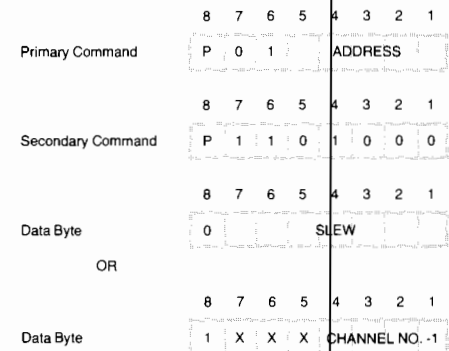 8 7 6 5 4 3 2 1
Primary Command P 0 1 ADDRESS
8 7 6 5 4 3 2 1
Secondary Command P 1 1 0 1 0 0 0
8 7 6 5 4 3 2 1
Data Byte 0 SLEW
OR
8 7 6 5 4 3 2 1
Data Byte 1 X X X CHANNEL NO. -1